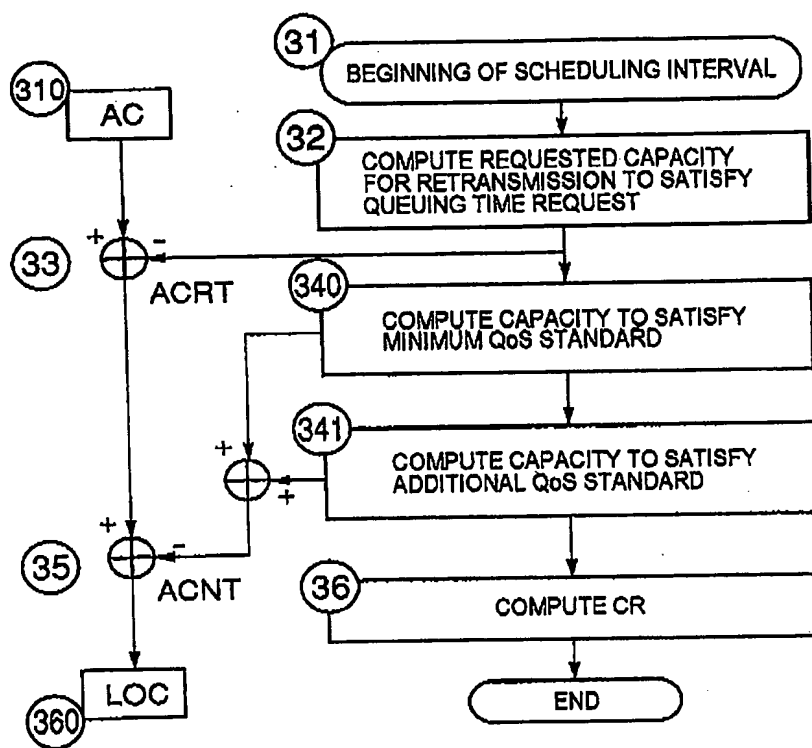 31
BEGINNING OF SCHEDULING INTERVAL
310
AC
32
COMPUTE REQUESTED CAPACITY
FOR RETRANSMISSION TO SATISFY
QUEUING TIME REQUEST
+
-
33
ACRT
340
COMPUTE CAPACITY TO SATISFY
MINIMUM QoS STANDARD
341
COMPUTE CAPACITY TO SATISFY
ADDITIONAL QoS STANDARD
+
+
+
-
35
ACNT
36
COMPUTE CR
LOC
360
END